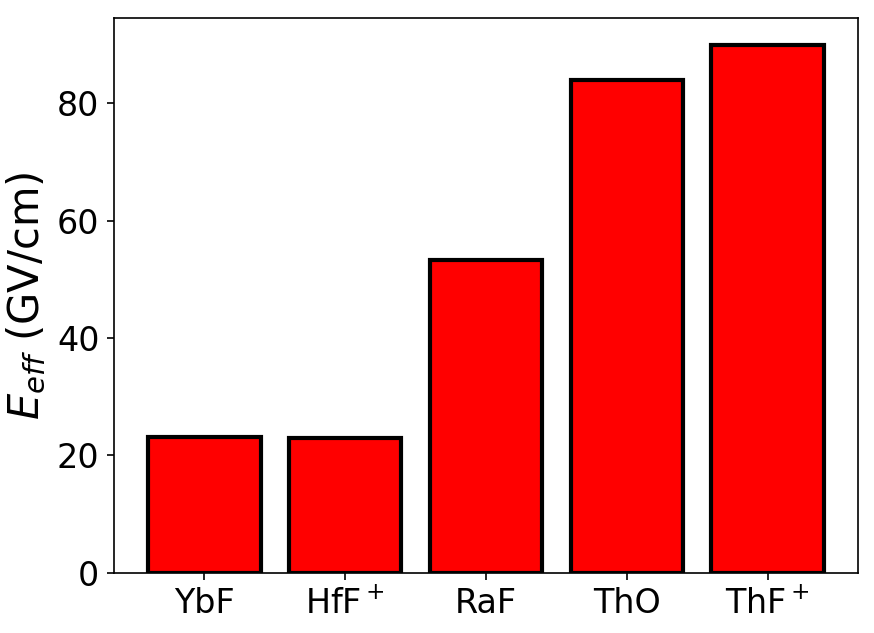 E_eff (GV/cm)
80
60
40
20
0
YbF HfF⁺ RaF ThO ThF⁺